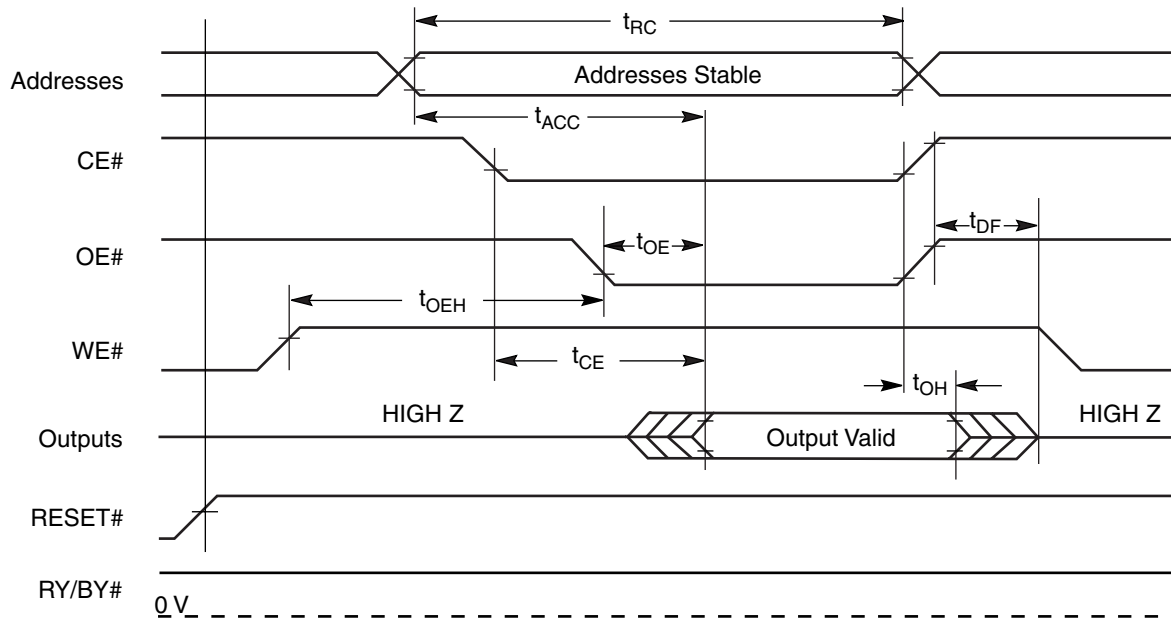 tRC
Addresses
Addresses Stable
tACC
CE#
tDF
OE#
tOE
tOEH
WE#
tCE
tOH
HIGH Z
HIGH Z
Outputs
Output Valid
RESET#
RY/BY#
0 V